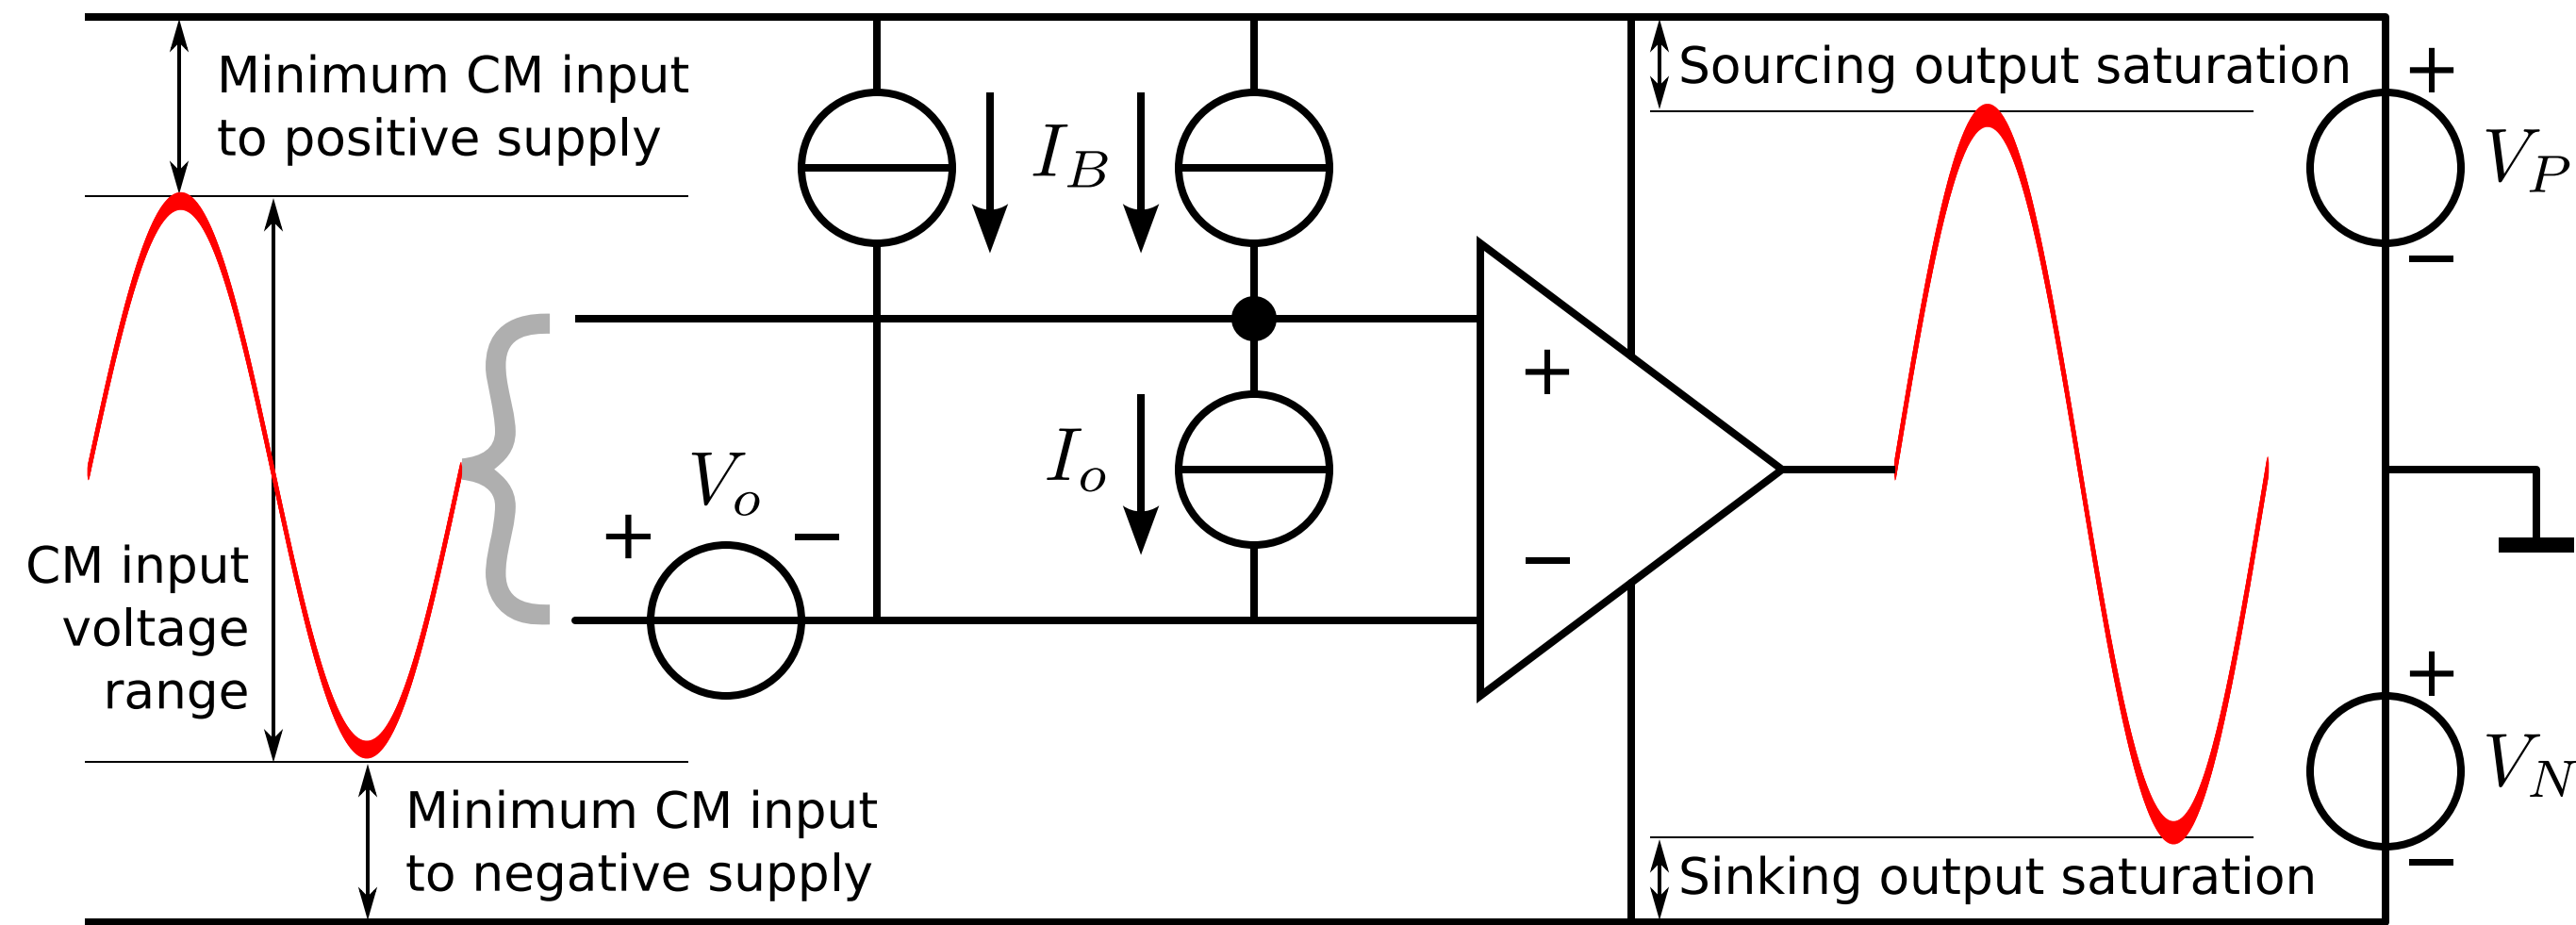 Minimum CM input
to positive supply
Sourcing output saturation
+
V_P
−
I_B
+
−
I_o
V_o
+ −
CM input
voltage
range
+
V_N
−
Minimum CM input
to negative supply
Sinking output saturation